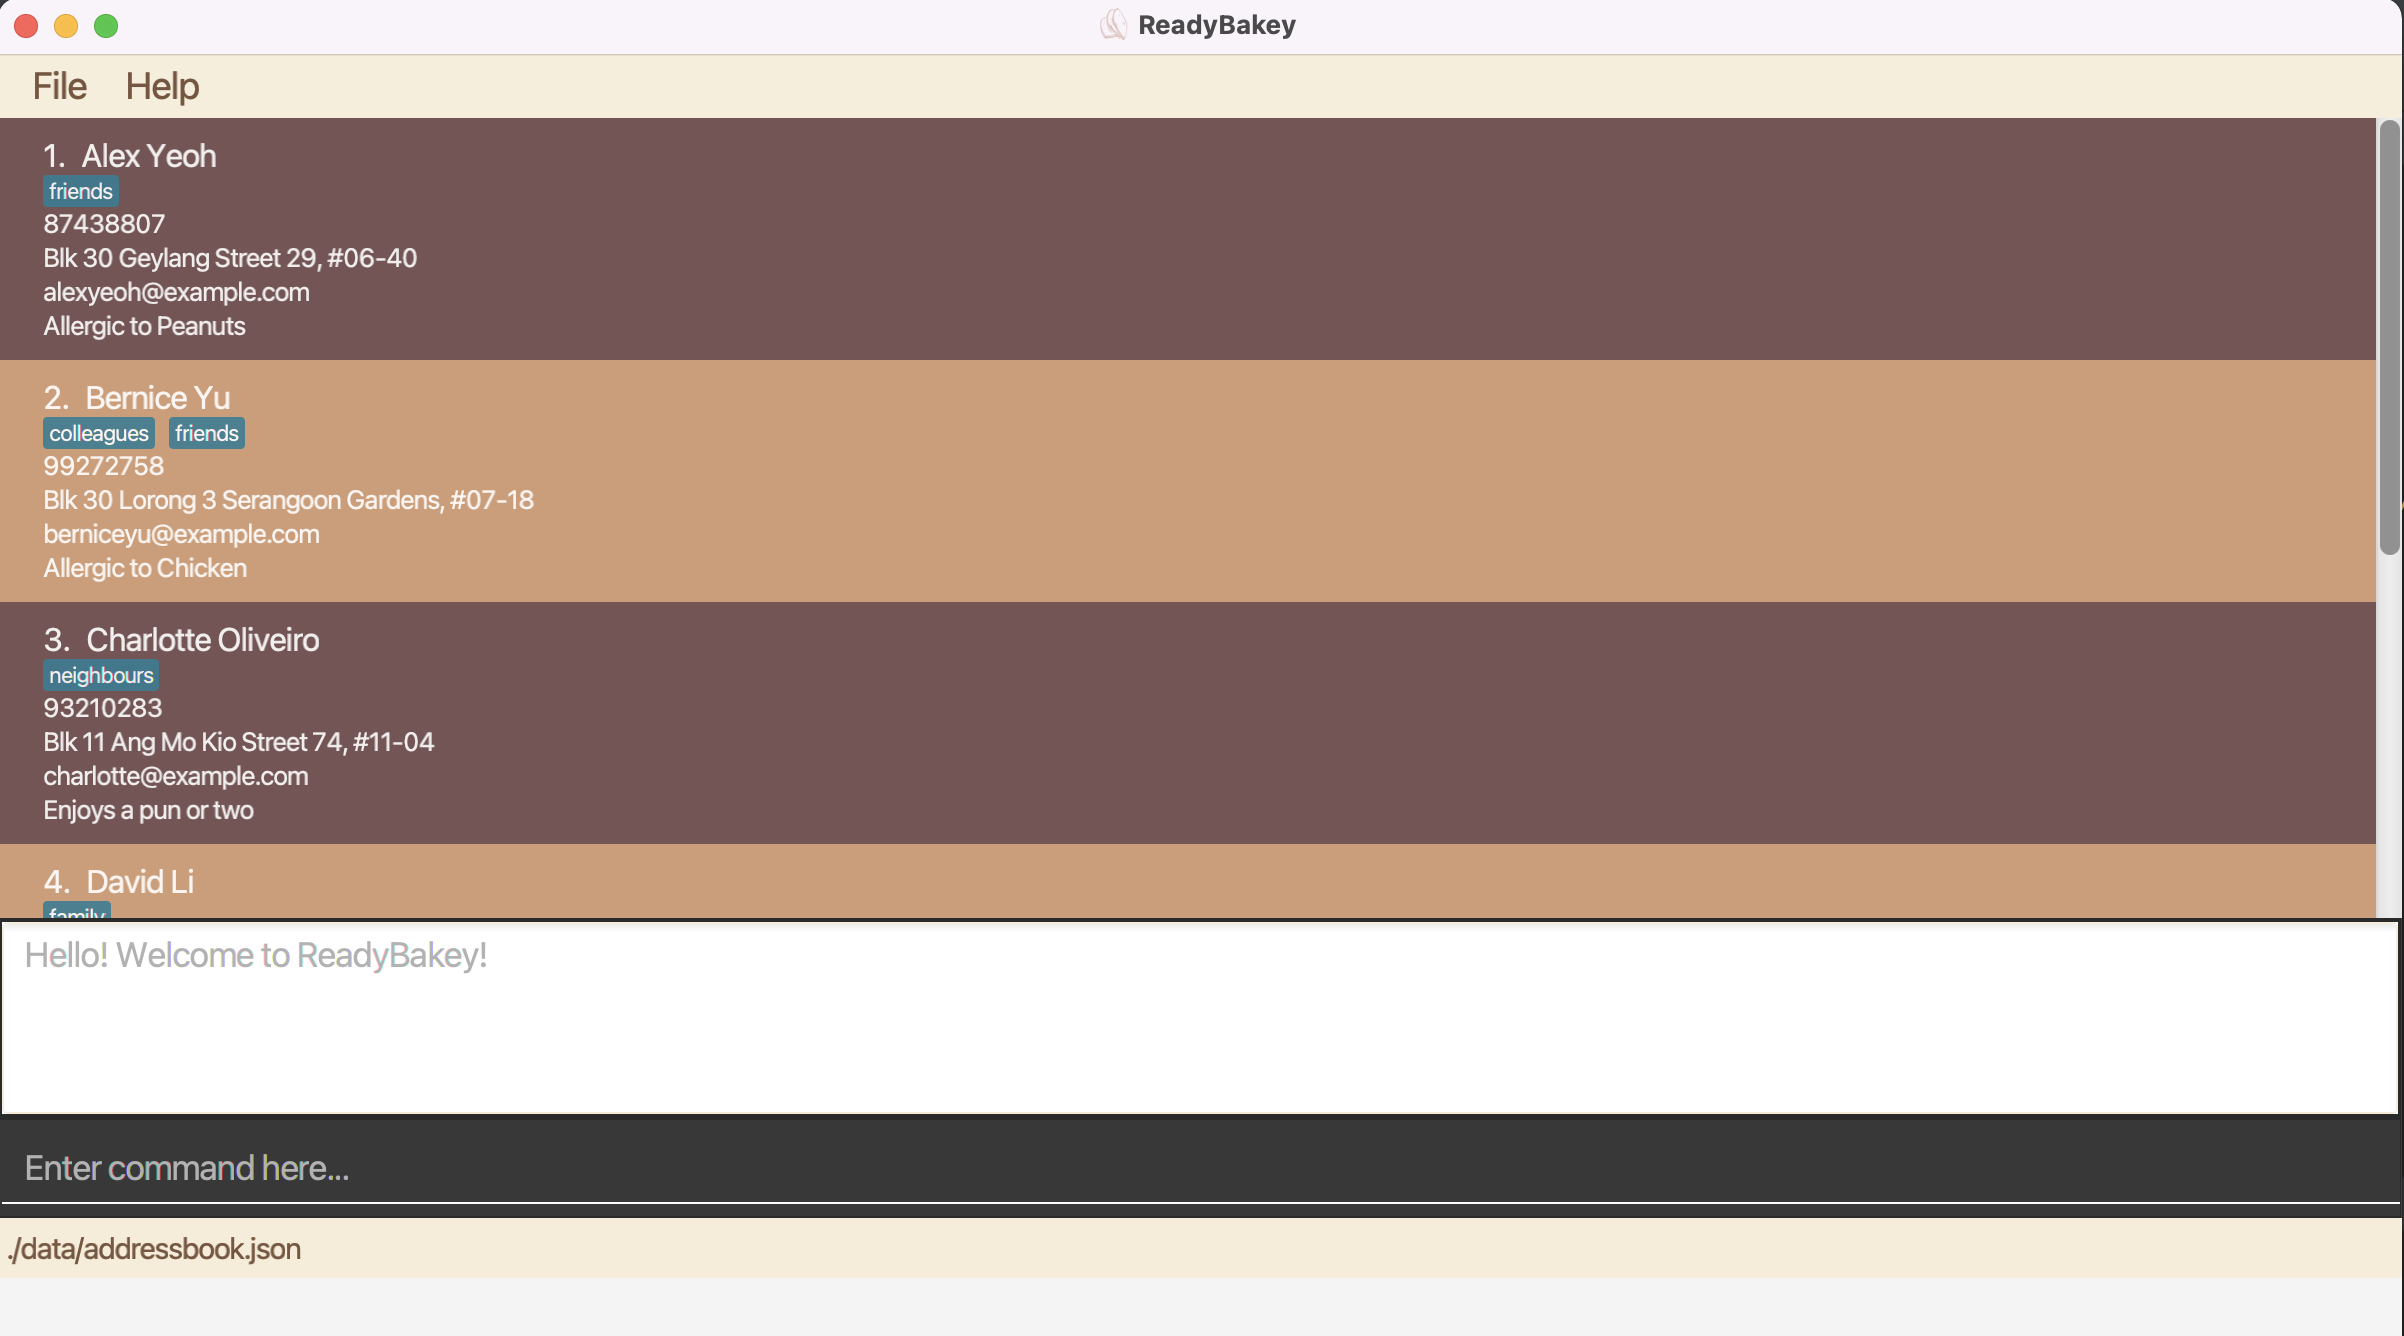 ReadyBakey
File Help
1. Alex Yeoh
friends
87438807
Blk 30 Geylang Street 29, #06-40
alexyeoh@example.com
Allergic to Peanuts
2. Bernice Yu
colleagues friends
99272758
Blk 30 Lorong 3 Serangoon Gardens, #07-18
berniceyu@example.com
Allergic to Chicken
3. Charlotte Oliveiro
neighbours
93210283
Blk 11 Ang Mo Kio Street 74, #11-04
charlotte@example.com
Enjoys a pun or two
4. David Li
family
Hello! Welcome to ReadyBakey!
Enter command here...
./data/addressbook.json